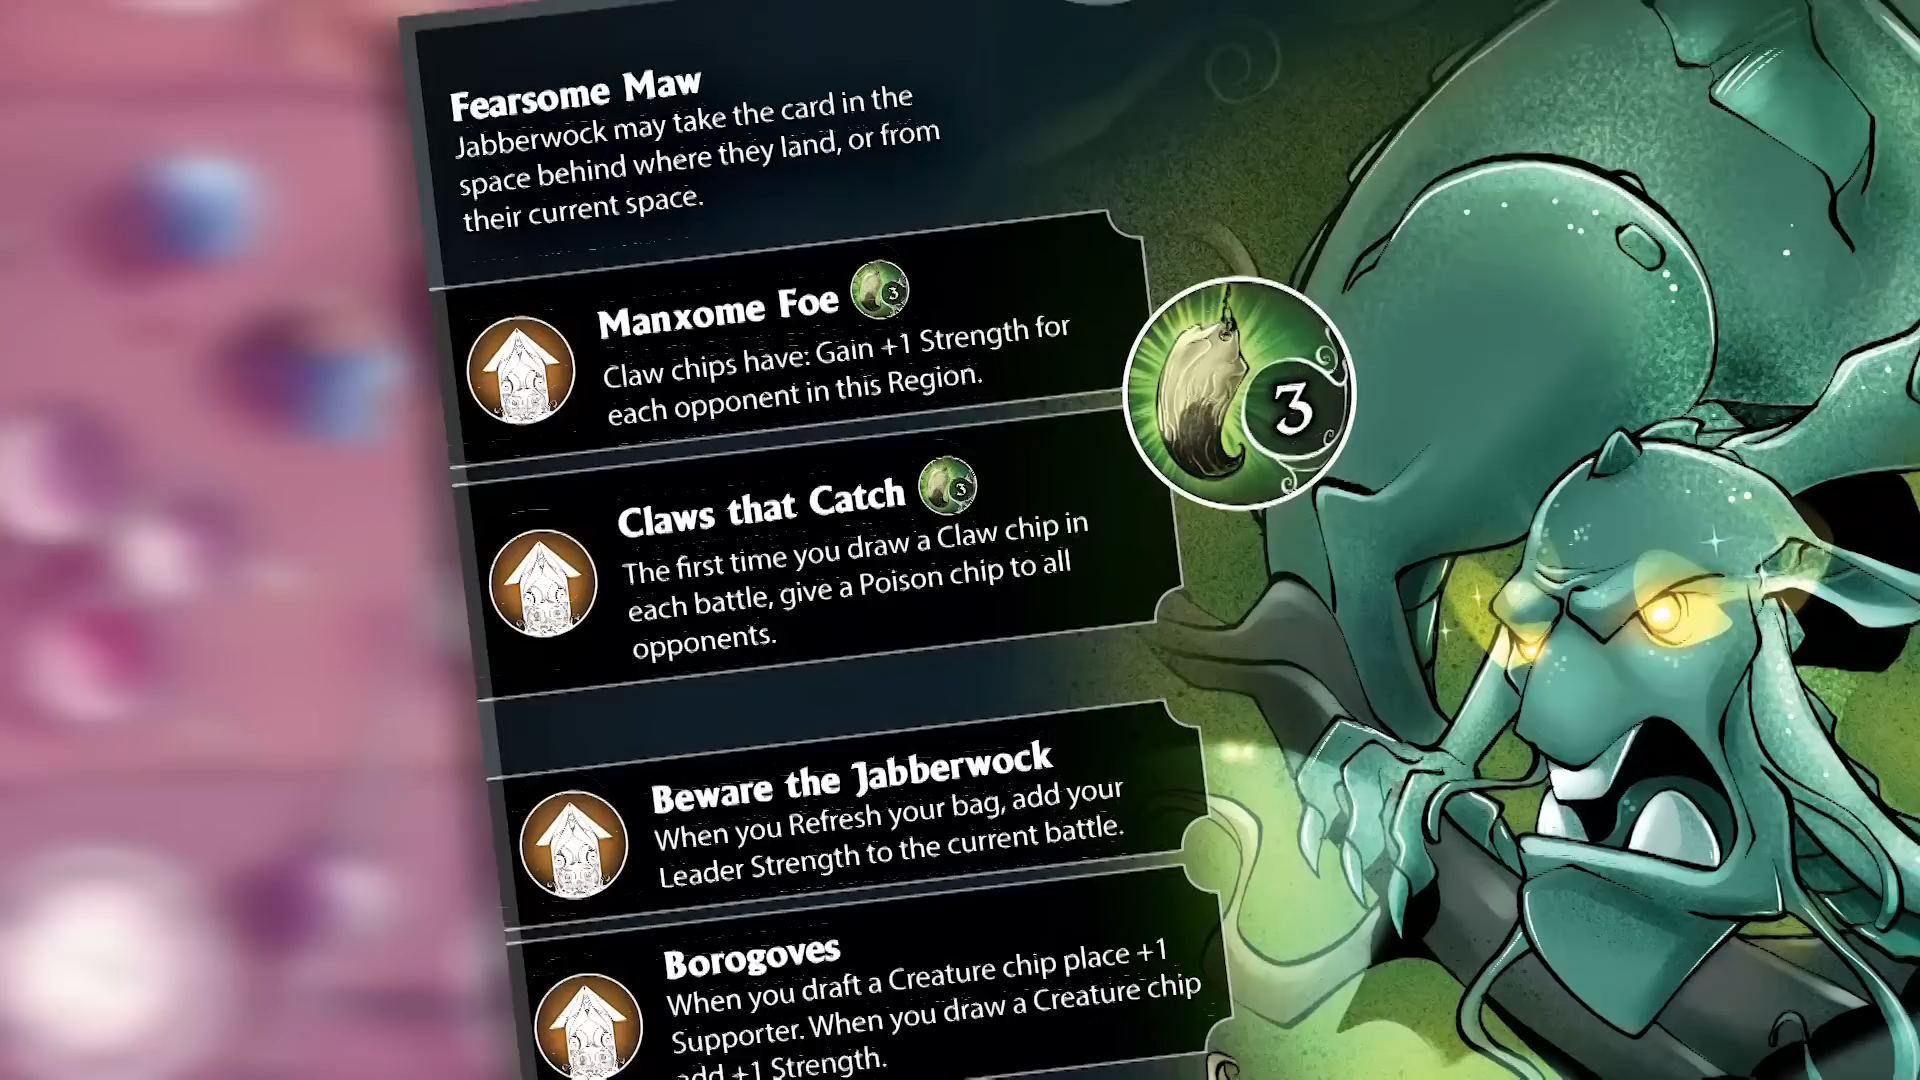 Fearsome Maw
Jabberwock may take the card in the
space behind where they land, or from
their current space.
Manxome Foe 3
Claw chips have: Gain +1 Strength for
each opponent in this Region.
3
Claws that Catch 3
The first time you draw a Claw chip in
each battle, give a Poison chip to all
opponents.
Beware the Jabberwock
When you Refresh your bag, add your
Leader Strength to the current battle.
Borogoves
When you draft a Creature chip place +1
Supporter. When you draw a Creature chip
add +1 Strength.